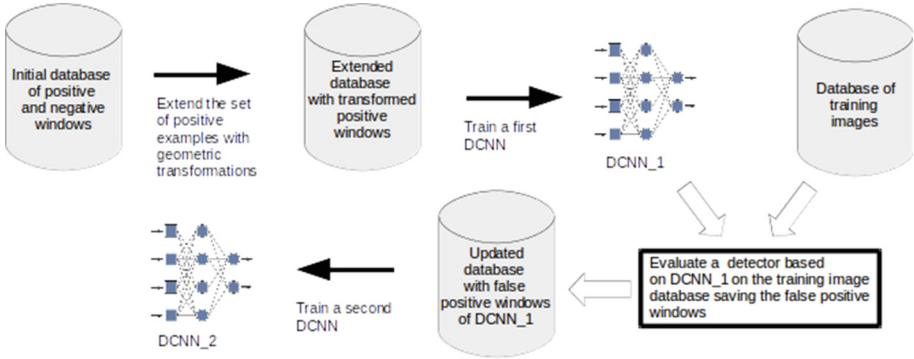 Initial database
of positive
and negative
windows
Extend the set
of positive
examples with
geometric
transformations
Extended
database
with transformed
positive
windows
Train a first
DCNN
DCNN_1
Database of
training
images
Evaluate a detector based
on DCNN_1 on the training image
database saving the false positive
windows
Updated
database
with false
positive windows
of DCNN_1
Train a second
DCNN
DCNN_2